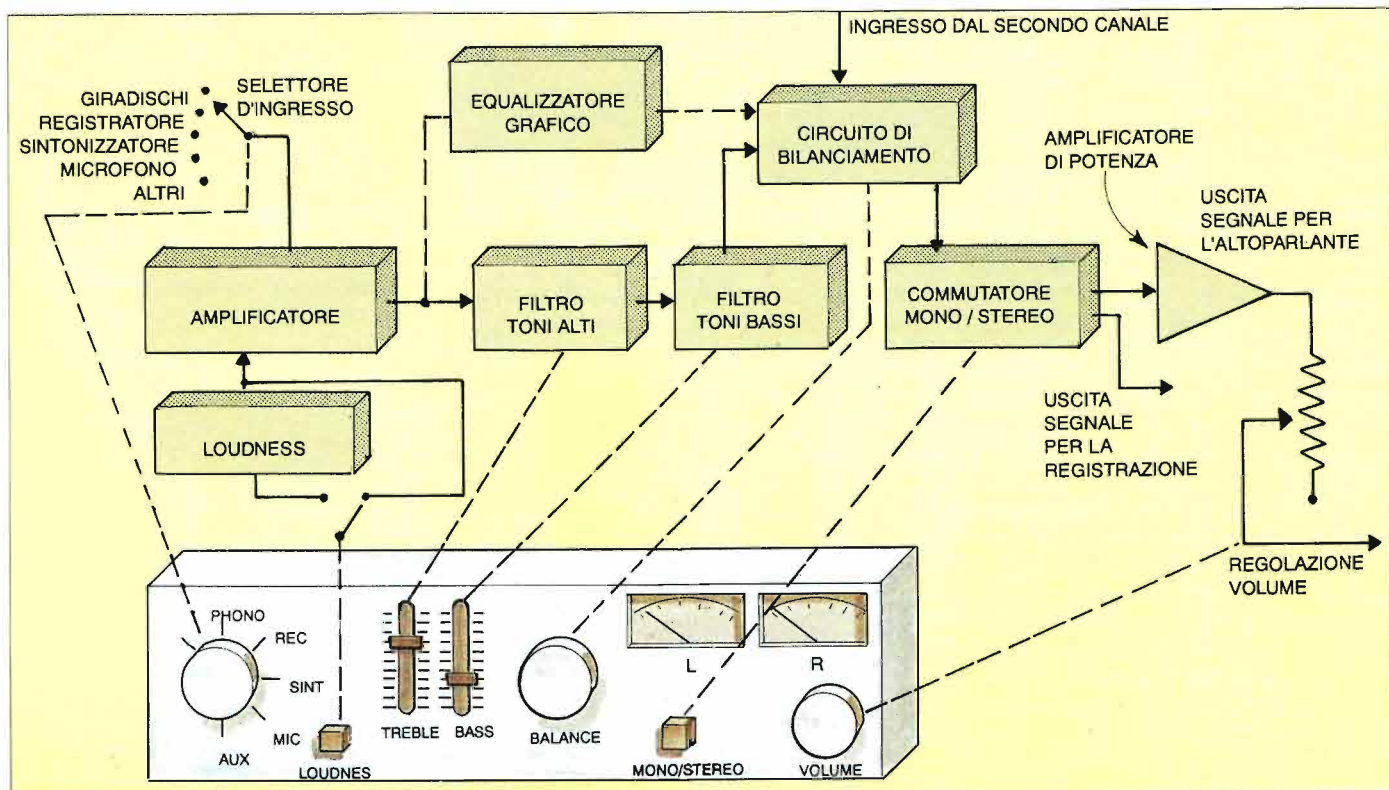 INGRESSO DAL SECONDO CANALE
SELETTORE
D'INGRESSO
GIRADISCHI
REGISTRATORE
SINTONIZZATORE
MICROFONO
ALTRI
EQUALIZZATORE
GRAFICO
CIRCUITO DI
BILANCIAMENTO
AMPLIFICATORE
DI POTENZA
USCITA
SEGNALE PER
L'ALTOPARLANTE
AMPLIFICATORE
FILTRO
TONI ALTI
FILTRO
TONI BASSI
COMMUTATORE
MONO / STEREO
LOUDNESS
USCITA
SEGNALE
PER LA
REGISTRAZIONE
REGOLAZIONE
VOLUME
PHONO
REC
SINT
MIC
AUX
LOUDNES
TREBLE
BASS
BALANCE
L
R
MONO/STEREO
VOLUME